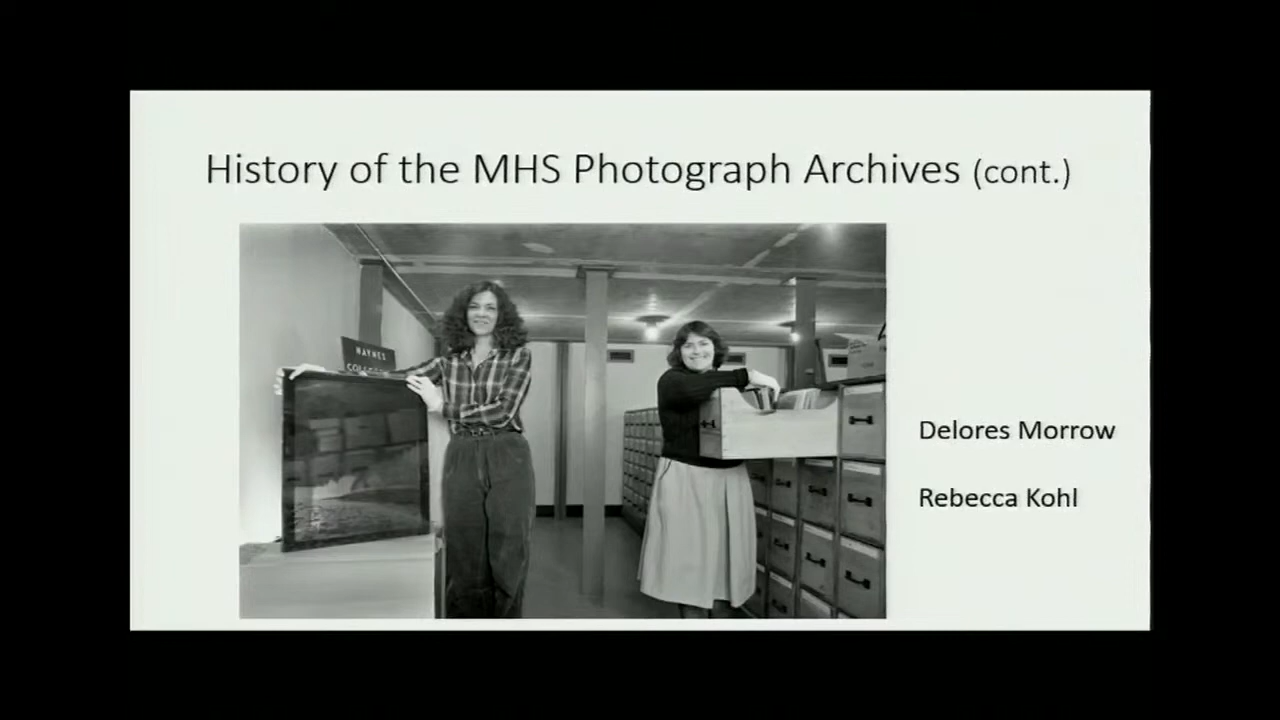 History of the MHS Photograph Archives (cont.)
HAYNES
Delores Morrow
Rebecca Kohl